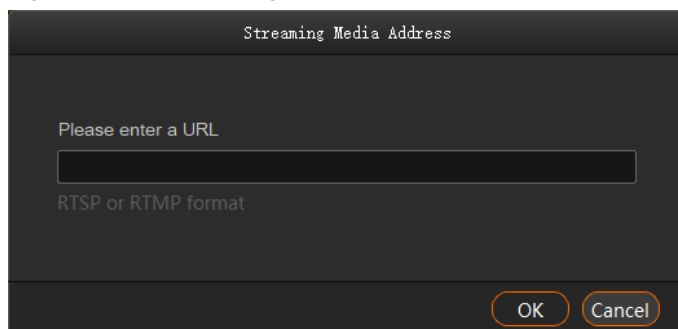 Streaming Media Address
Please enter a URL
RTSP or RTMP format
OK Cancel